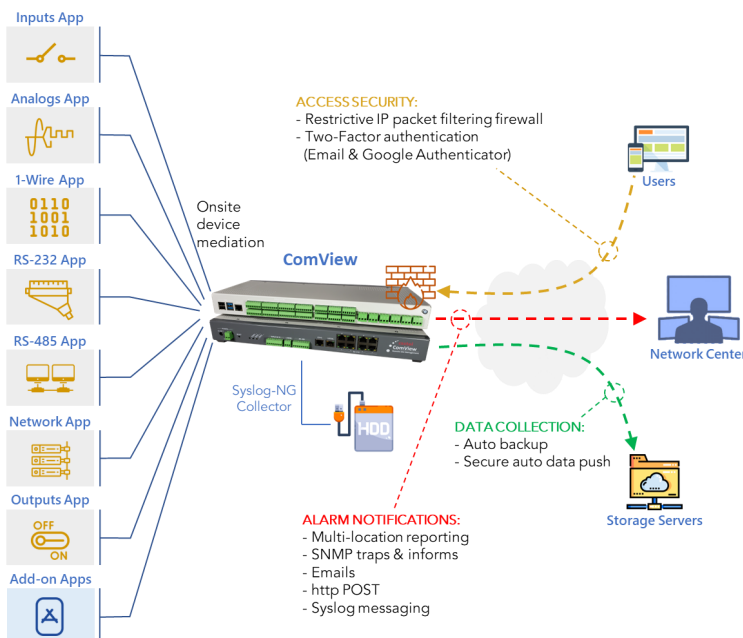 Inputs App
Analogs App
1-Wire App
0110
1001
1010
RS-232 App
RS-485 App
Network App
Outputs App
OFF
ON
Add-on Apps
Onsite
device
mediation
ComView
ComView
Syslog-NG
Collector
HDD
ACCESS SECURITY:
- Restrictive IP packet filtering firewall
- Two-Factor authentication
(Email & Google Authenticator)
Users
Network Center
DATA COLLECTION:
- Auto backup
- Secure auto data push
Storage Servers
ALARM NOTIFICATIONS:
- Multi-location reporting
- SNMP traps & informs
- Emails
- http POST
- Syslog messaging